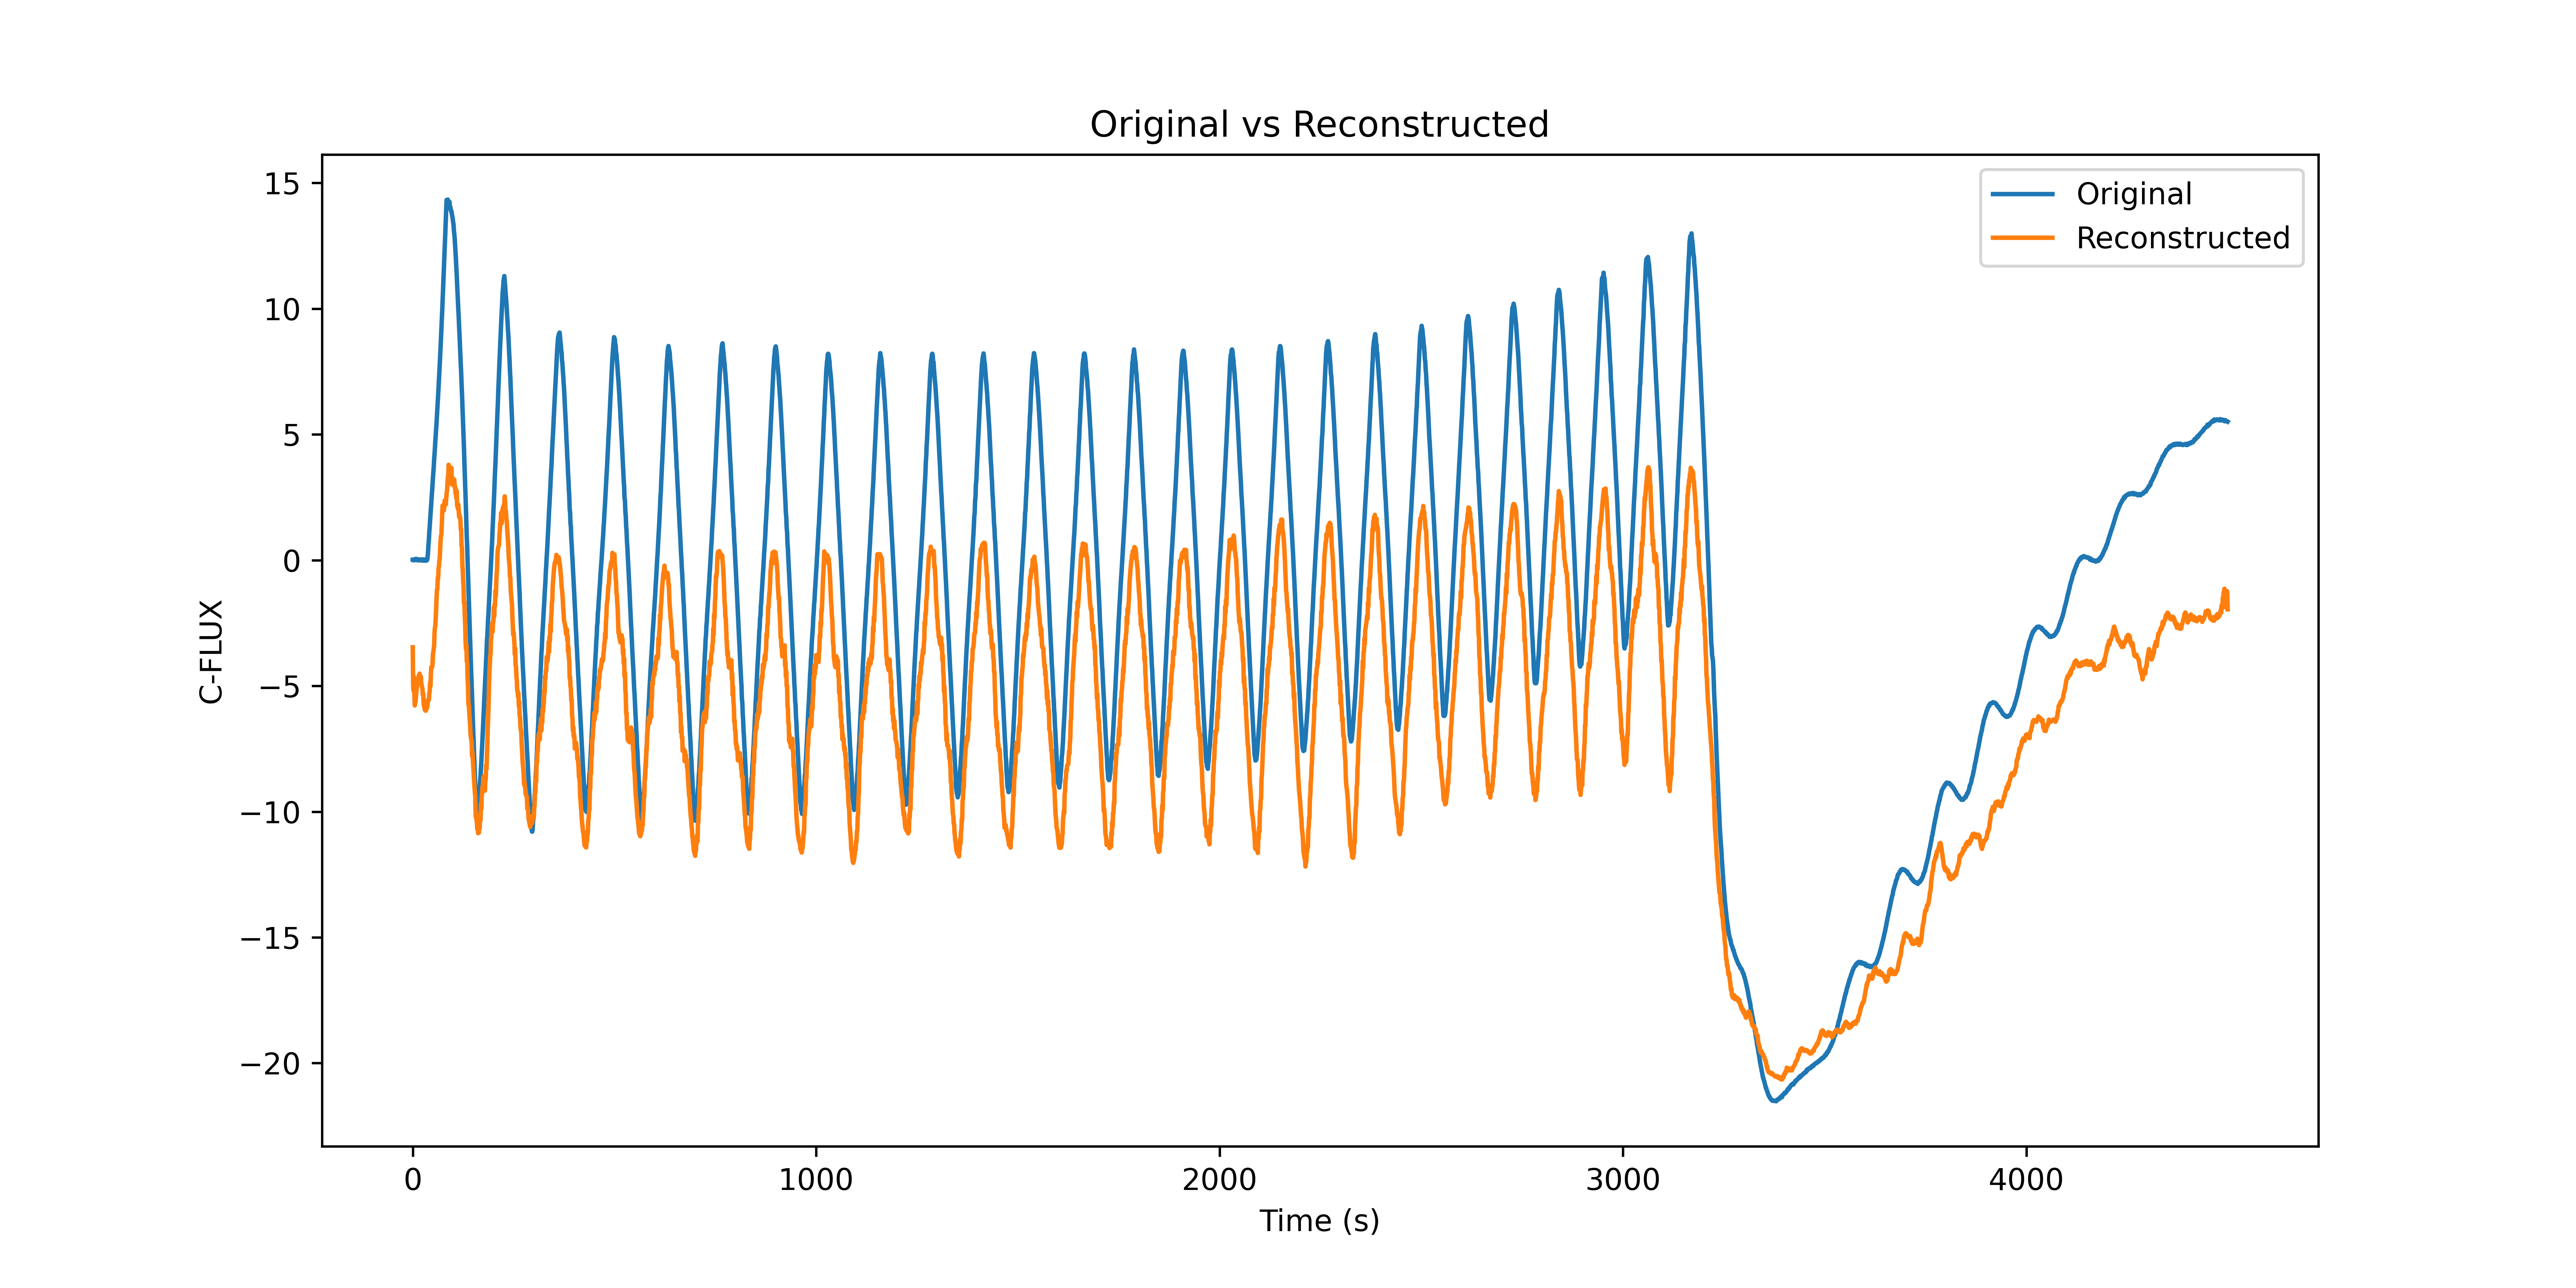 Original vs Reconstructed
Original
Reconstructed
15
10
5
0
−5
−10
−15
−20
C-FLUX
0
1000
2000
3000
4000
Time (s)